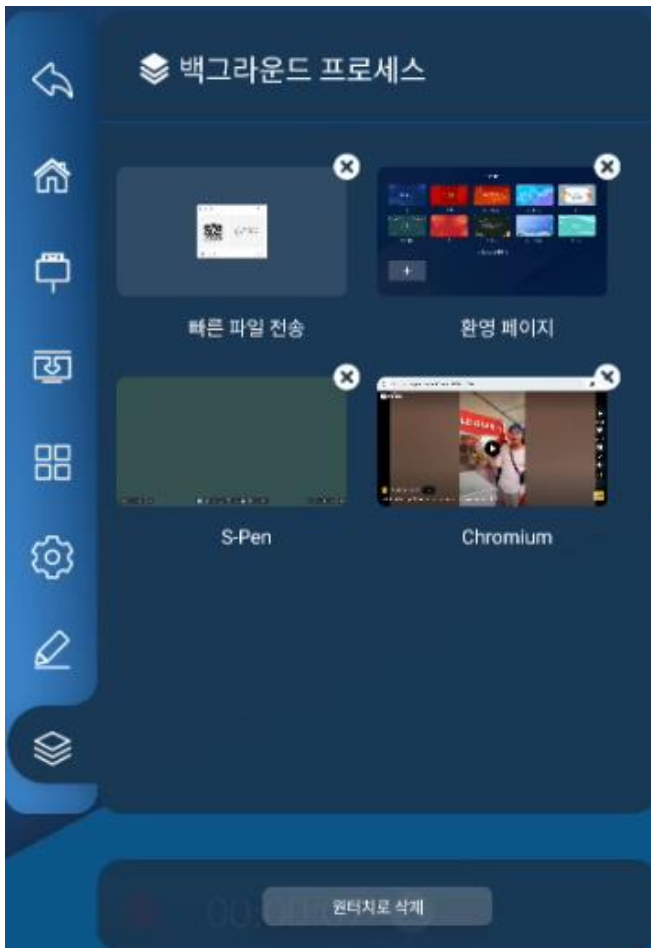 백그라운드 프로세스
빠른 파일 전송
환영 페이지
S-Pen
Chromium
원터치로 삭제